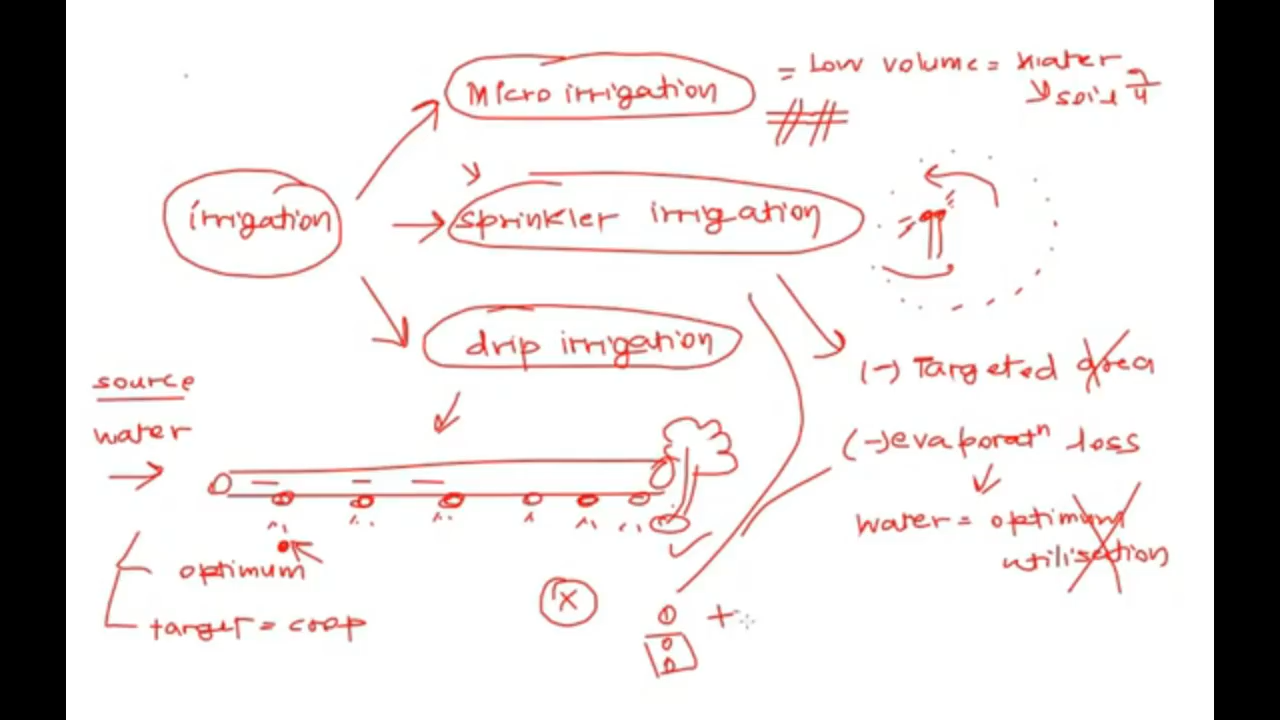 Micro irrigation
= Low volume = water
soil
irrigation
sprinkler irrigation
drip irrigation
(-) Targeted area
source
water
(-) evaporatⁿ loss
water = optimum
utilisation
optimum
target = crop
x
+